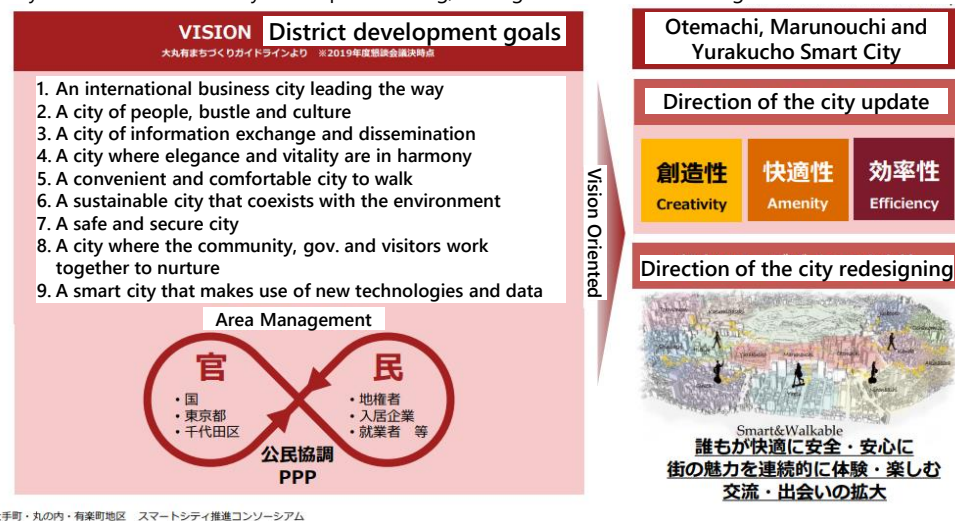 VISION District development goals
大丸有まちづくりガイドラインより ※2019年度懇談会議決時点
1. An international business city leading the way
2. A city of people, bustle and culture
3. A city of information exchange and dissemination
4. A city where elegance and vitality are in harmony
5. A convenient and comfortable city to walk
6. A sustainable city that coexists with the environment
7. A safe and secure city
8. A city where the community, gov. and visitors work
together to nurture
9. A smart city that makes use of new technologies and data
Area Management
官
・国
・東京都
・千代田区
民
・地権者
・入居企業
・就業者 等
公民協調
PPP
Vision Oriented
Otemachi, Marunouchi and
Yurakucho Smart City
Direction of the city update
創造性
Creativity
快適性
Amenity
効率性
Efficiency
Direction of the city redesigning
Smart&Walkable
誰もが快適に安全・安心に
街の魅力を連続的に体験・楽しむ
交流・出会いの拡大
手町・丸の内・有楽町地区 スマートシティ推進コンソーシアム